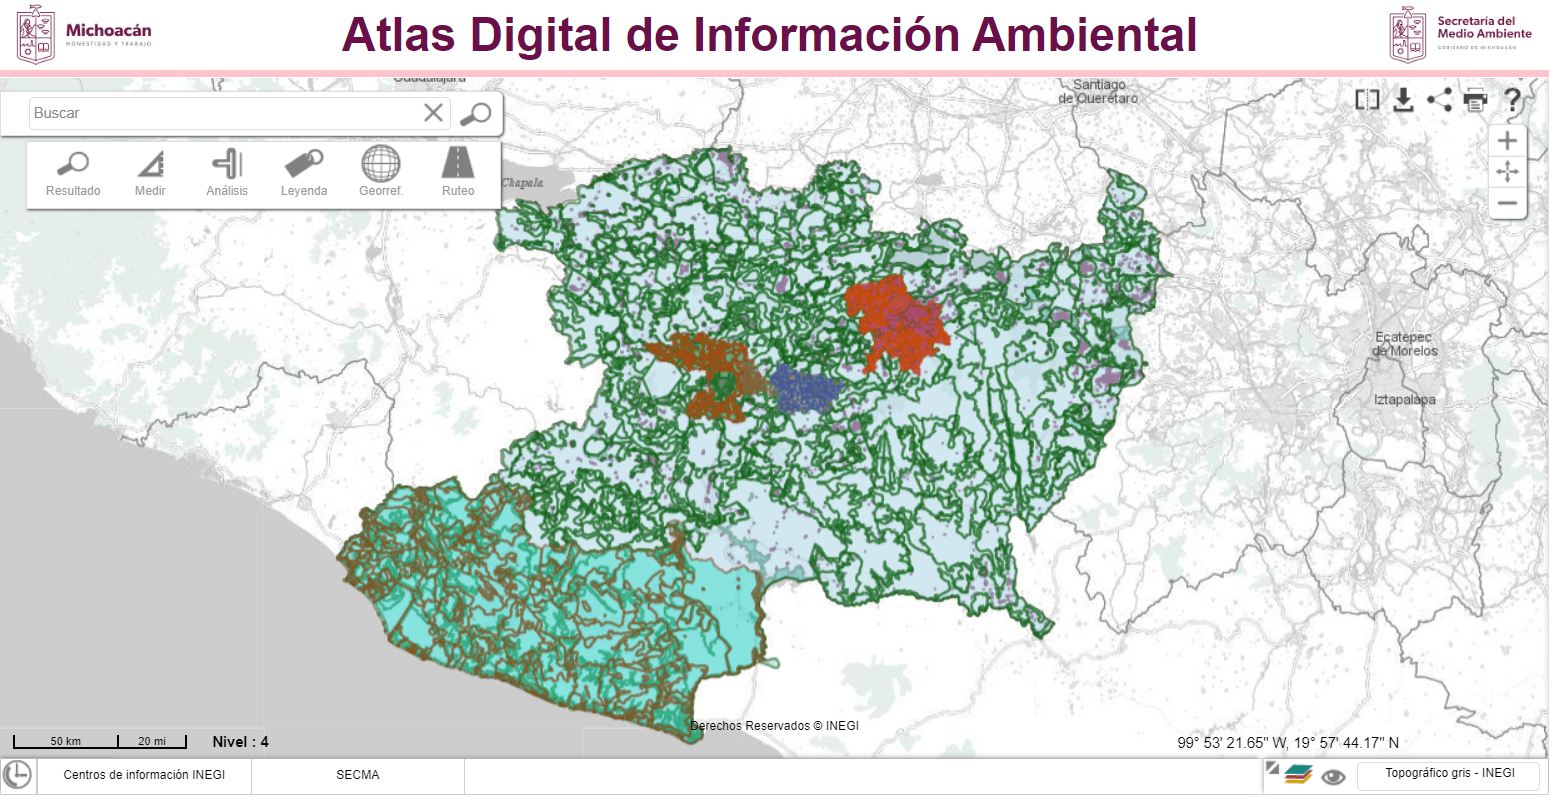 Michoacán
HONESTIDAD Y TRABAJO
Atlas Digital de Información Ambiental
Secretaría del
Medio Ambiente
GOBIERNO DE MICHOACÁN
Guadalajara
Santiago
de Querétaro
Buscar
Resultado
Medir
Análisis
Leyenda
Georref.
Ruteo
Chapala
Ecatepec
de Morelos
Iztapalapa
Derechos Reservados © INEGI
50 km
20 mi
Nivel : 4
99° 53' 21.65" W, 19° 57' 44.17" N
Centros de información INEGI
SECMA
Topográfico gris - INEGI